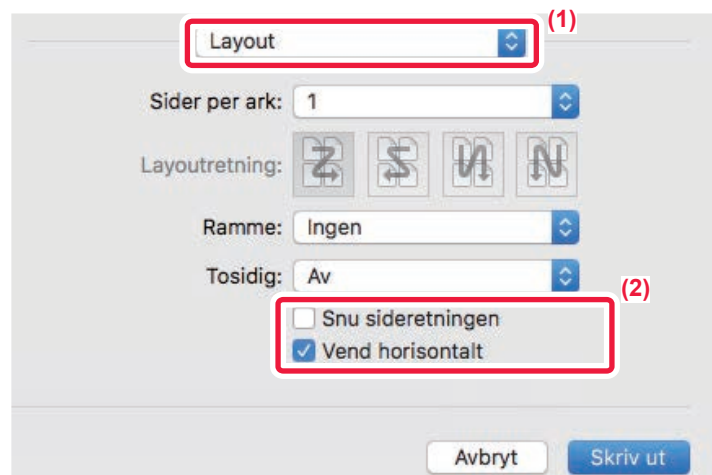 (1)
Layout
Sider per ark: 1
Layoutretning:
Ramme: Ingen
Tosidig: Av
(2)
Snu sideretningen
Vend horisontalt
Avbryt Skriv ut